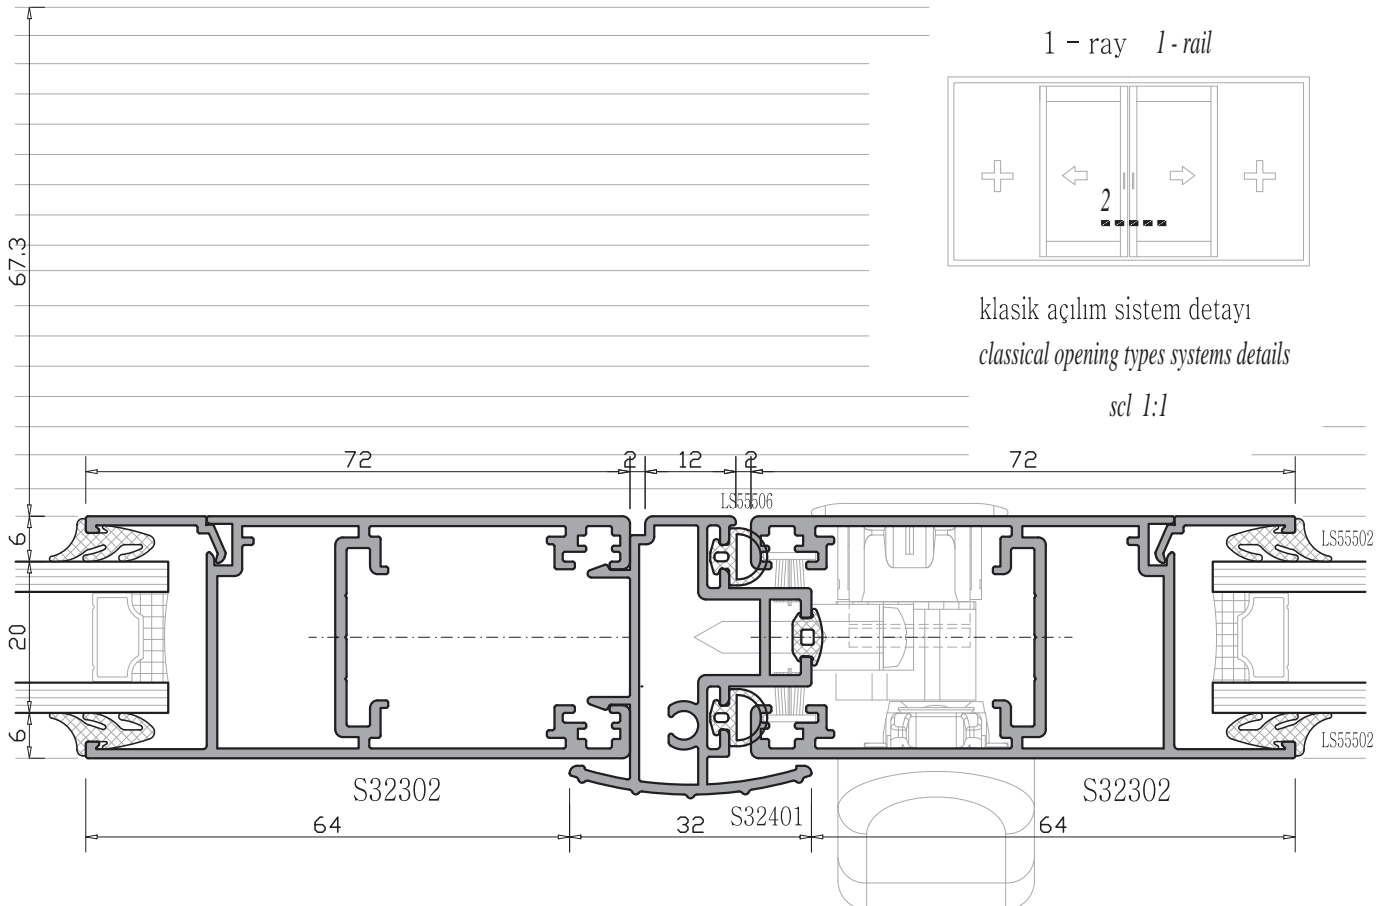 1 - ray 1 - rail
2
klasik açılım sistem detayı
classical opening types systems details
scl 1:1
67.3
72 2 12 2 72
LS55506
6
LS55502
20
6
LS55502
S32302
S32302
S32401
64 32 64